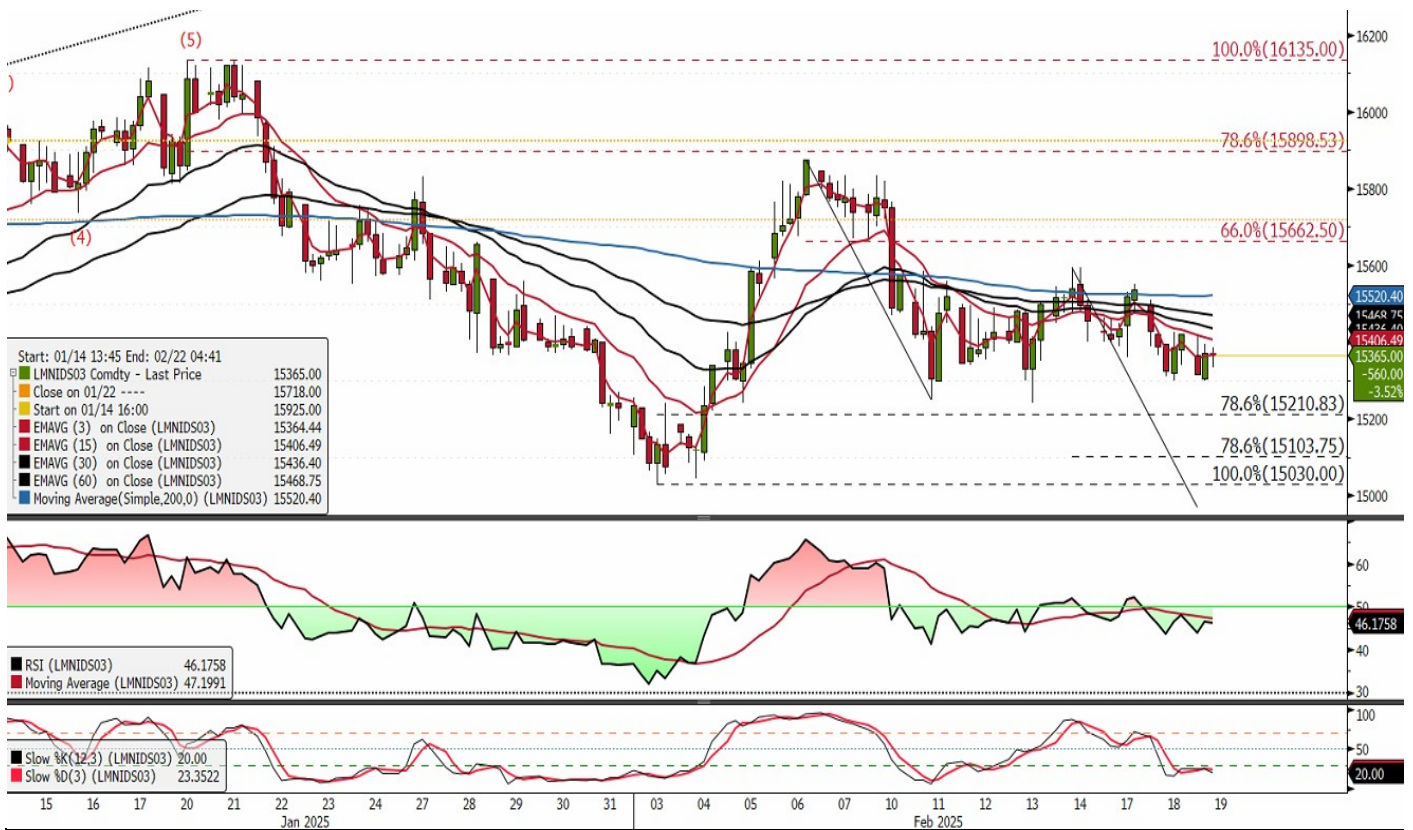 (5)
)
(4)
100.0%(16135.00)
78.6%(15898.53)
66.0%(15662.50)
78.6%(15210.83)
78.6%(15103.75)
100.0%(15030.00)
16200
16000
15800
15600
15520.40
15468.75
15436.40
15406.49
15365.00
-560.00
-3.52%
15200
15000
Start: 01/14 13:45 End: 02/22 04:41
LMNIDS03 Comdty - Last Price 15365.00
Close on 01/22 ---- 15718.00
Start on 01/14 16:00 15925.00
EMAVG (3) on Close (LMNIDS03) 15364.44
EMAVG (15) on Close (LMNIDS03) 15406.49
EMAVG (30) on Close (LMNIDS03) 15436.40
EMAVG (60) on Close (LMNIDS03) 15468.75
Moving Average(Simple,200,0) (LMNIDS03) 15520.40
60
50
46.1758
40
30
RSI (LMNIDS03) 46.1758
Moving Average (LMNIDS03) 47.1991
100
50
20.00
Slow %K(12,3) (LMNIDS03) 20.00
Slow %D(3) (LMNIDS03) 23.3522
15 16 17 20 21 22 23 24 27 28 29 30 31 03 04 05 06 07 10 11 12 13 14 17 18 19
Jan 2025 Feb 2025